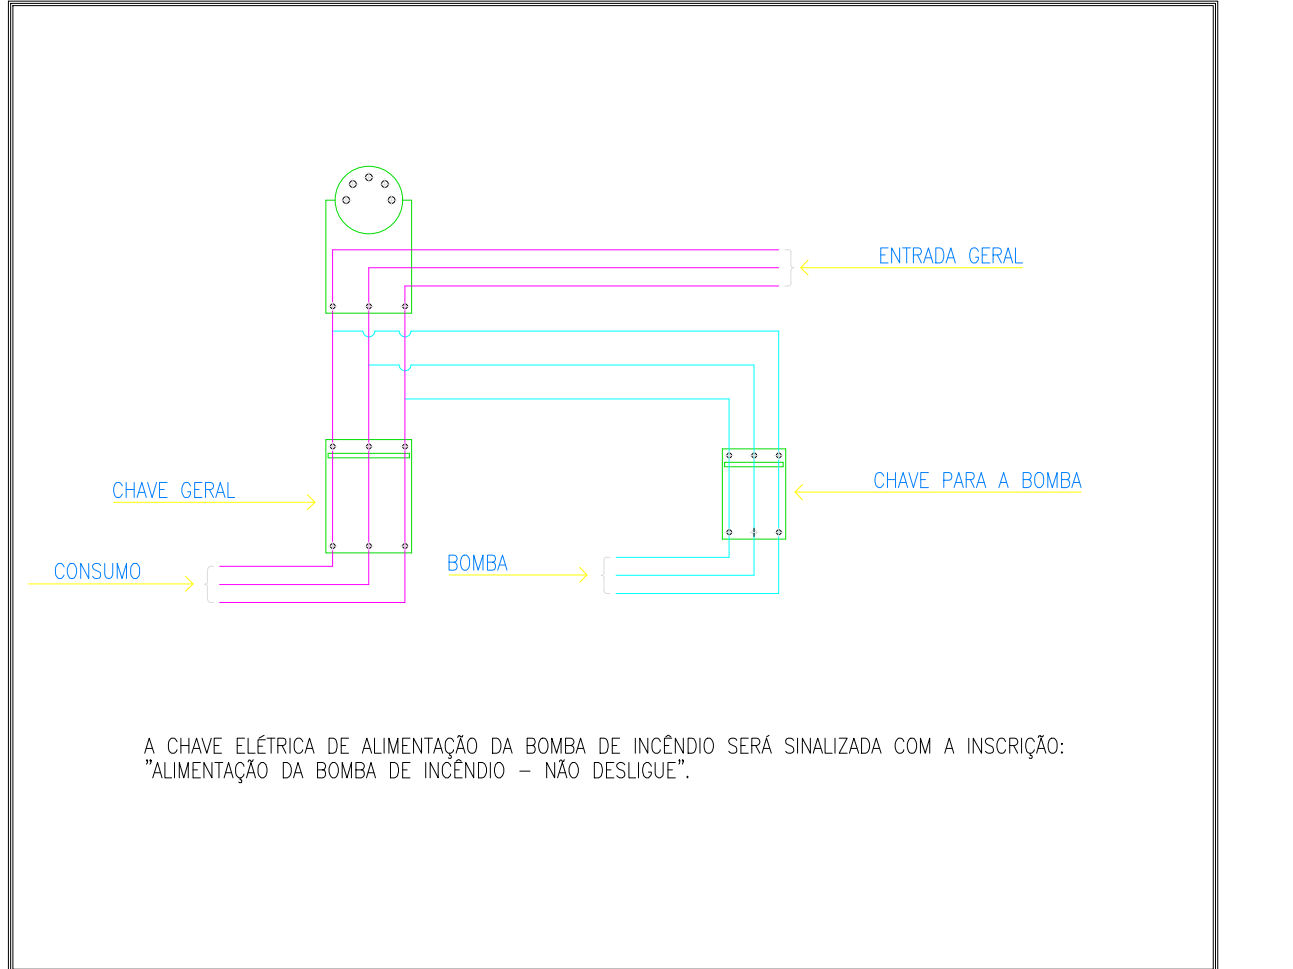 ENTRADA GERAL
CHAVE GERAL
CHAVE PARA A BOMBA
CONSUMO
BOMBA
A CHAVE ELÉTRICA DE ALIMENTAÇÃO DA BOMBA DE INCÊNDIO SERÁ SINALIZADA COM A INSCRIÇÃO:
"ALIMENTAÇÃO DA BOMBA DE INCÊNDIO – NÃO DESLIGUE".